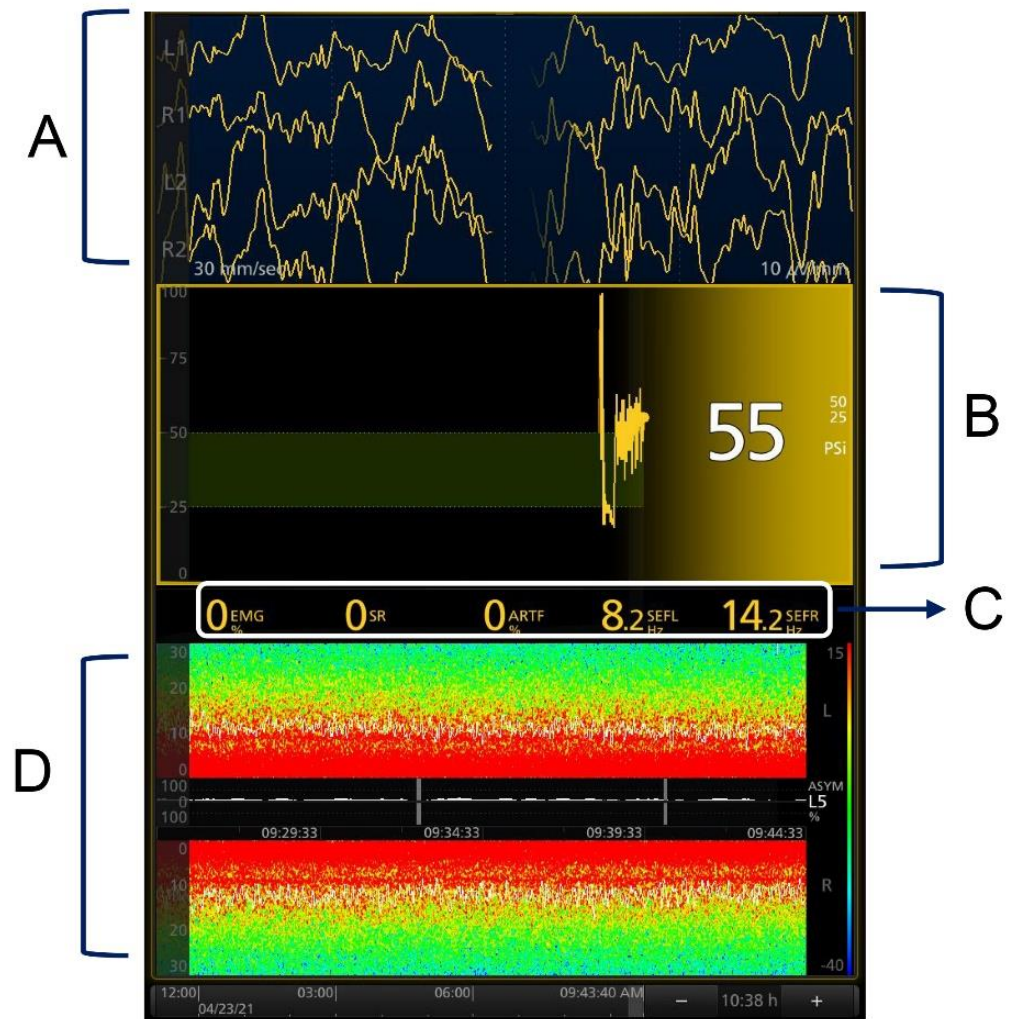 A
L1
R1
L2
R2
30 mm/sec
10 µV/mm
B
100
75
50
25
0
55
50
25
PSi
C
0 EMG %
0 SR
0 ARTF %
8.2 SEFL Hz
14.2 SEFR Hz
D
30
20
10
0
15
L
100
0
100
ASYM
L5
%
09:29:33 09:34:33 09:39:33 09:44:33
0
10
20
30
R
-40
12:00 03:00 06:00 09:43:40 AM − 10:38 h +
04/23/21